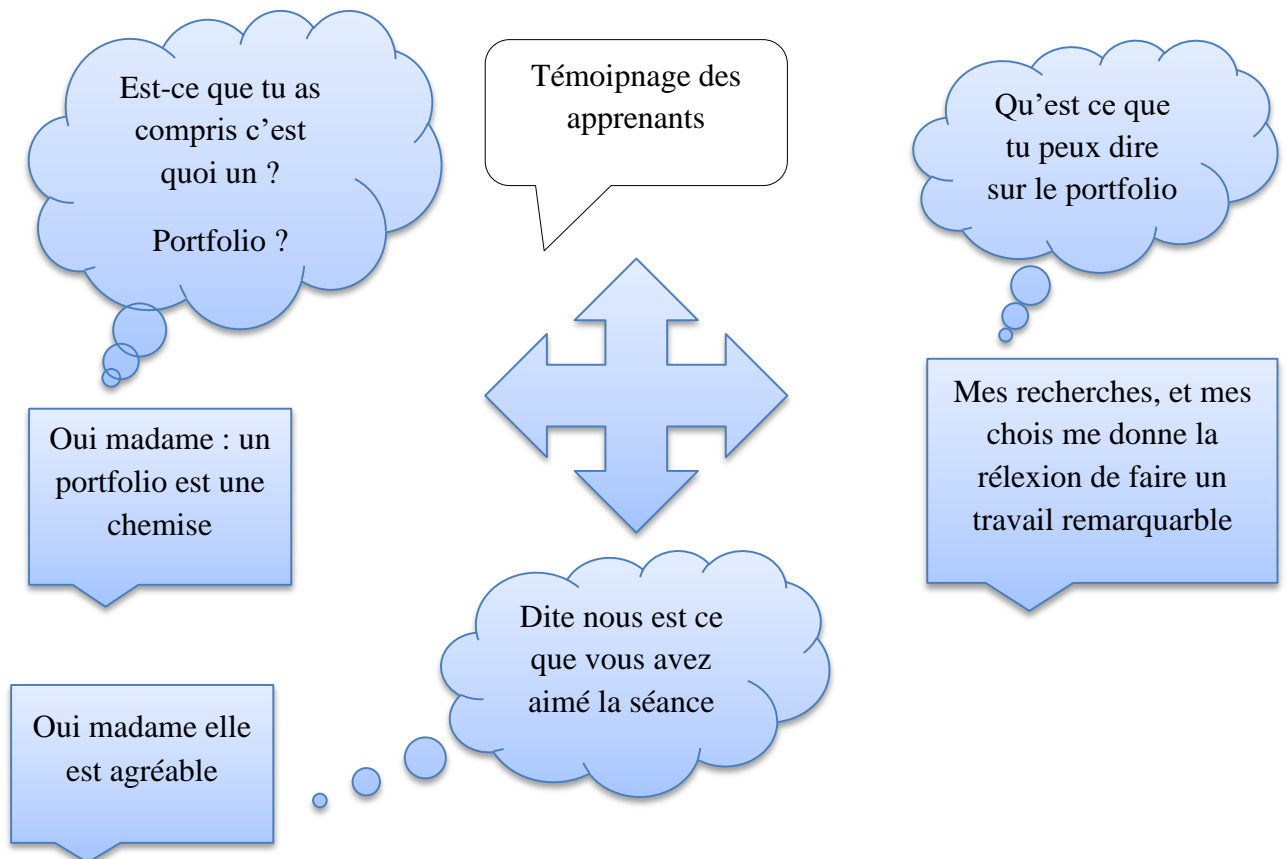 Est-ce que tu as
compris c’est
quoi un ?
Portfolio ?
Témoipnage des
apprenants
Qu’est ce que
tu peux dire
sur le portfolio
Oui madame : un
portfolio est une
chemise
Mes recherches, et mes
chois me donne la
rélexion de faire un
travail remarquarble
Dite nous est ce
que vous avez
aimé la séance
Oui madame elle
est agréable